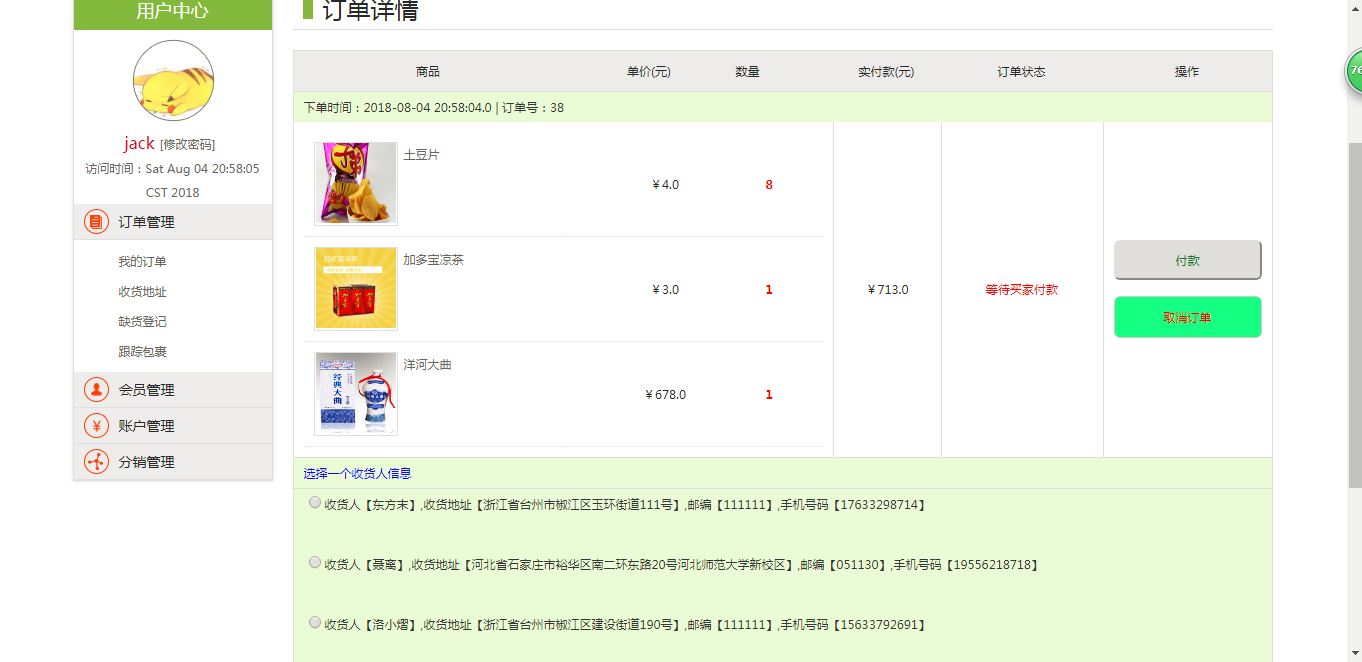 用户中心
订单详情
jack [修改密码]
访问时间：Sat Aug 04 20:58:05
CST 2018
订单管理
我的订单
收货地址
缺货登记
跟踪包裹
会员管理
账户管理
分销管理
商品 单价(元) 数量 实付款(元) 订单状态 操作
下单时间：2018-08-04 20:58:04.0 | 订单号：38
土豆片
￥4.0 8
加多宝凉茶
加多宝凉茶
￥3.0 1
洋河大曲
经典大曲
￥678.0 1
￥713.0
等待买家付款
付款
取消订单
选择一个收货人信息
收货人【东方末】,收货地址【浙江省台州市椒江区玉环街道111号】,邮编【111111】,手机号码【17633298714】
收货人【聂离】,收货地址【河北省石家庄市裕华区南二环东路20号河北师范大学新校区】,邮编【051130】,手机号码【19556218718】
收货人【洛小熠】,收货地址【浙江省台州市椒江区建设街道190号】,邮编【111111】,手机号码【15633792691】
76